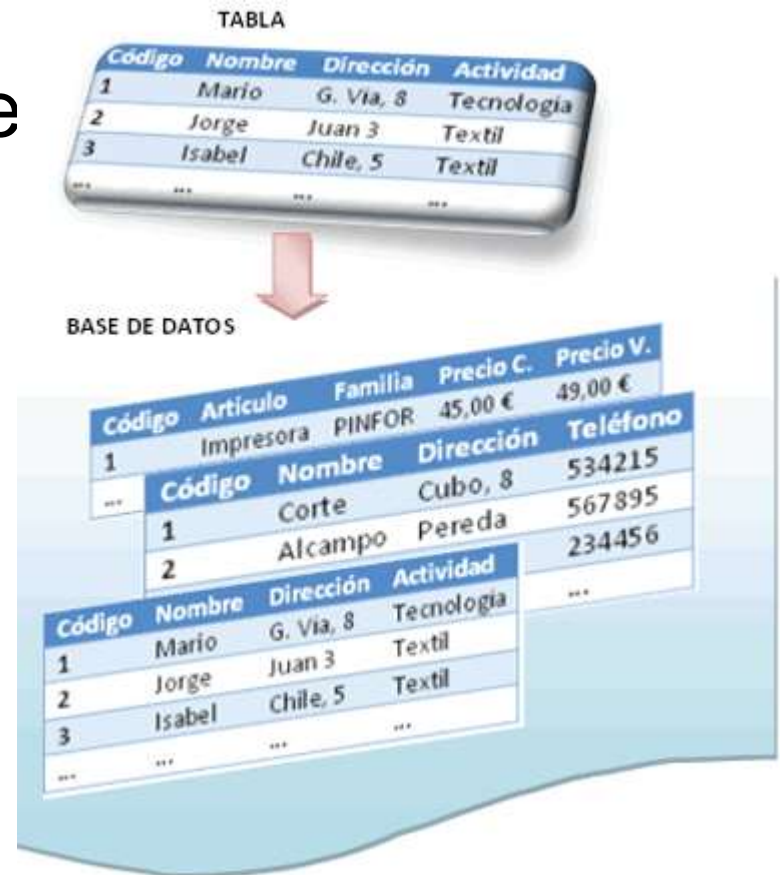 TABLA
e
Código Nombre Dirección Actividad
1 Mario G. Via, 8 Tecnología
2 Jorge Juan 3 Textil
3 Isabel Chile, 5 Textil
... ... ... ...
BASE DE DATOS
Código Articulo Familia Precio C. Precio V.
1 Impresora PINFOR 45,00 € 49,00 €
...
Código Nombre Dirección Teléfono
1 Corte Cubo, 8 534215
2 Alcampo Pereda 567895
234456
...
Código Nombre Dirección Actividad
1 Mario G. Via, 8 Tecnología
2 Jorge Juan 3 Textil
3 Isabel Chile, 5 Textil
... ... ... ...